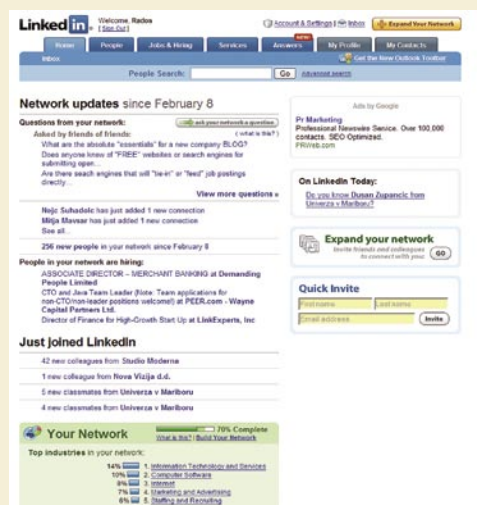 Linked in
Welcome, Rados
[Sign Out]
Account & Settings | Inbox
Expand Your Network
Home People Jobs & Hiring Services Answers My Profile My Contacts
NEW!
Inbox
Get the New Outlook Toolbar
People Search: Go Advanced search
Network updates since February 8
Questions from your network:
ask your network a question
Asked by friends of friends:
( what is this? )
What are the absolute "essentials" for a new company BLOG?
Does anyone know of "FREE" websites or search engines for
submitting open...
Are there seach engines that will "tie-in" or "feed" job postings
directly...
View more questions »
Nejc Suhadolc has just added 1 new connection
Mitja Mavsar has just added 1 new connection
See all...
256 new people in your network since February 8
People in your network are hiring:
ASSOCIATE DIRECTOR – MERCHANT BANKING at Demanding
People Limited
CTO and Java Team Leader (Note: Team applications for
non-CTO/non-leader positions welcome!) at PEER.com - Wayne
Capital Partners Ltd.
Director of Finance for High-Growth Start Up at LinkExperts, Inc
Just joined LinkedIn
42 new colleagues from Studio Moderna
1 new colleague from Nova Vizija d.d.
5 new classmates from Univerza v Mariboru
4 new classmates from Univerza v Mariboru
Your Network
70% Complete
What is this? | Build Your Network
Top industries in your network:
14% 1. Information Technology and Services
10% 2. Computer Software
8% 3. Internet
7% 4. Marketing and Advertising
6% 5. Staffing and Recruiting
Ads by Google
Pr Marketing
Professional Newswire Service. Over 100,000
contacts. SEO Optimized.
PRWeb.com
On LinkedIn Today:
Do you know Dusan Zupancic from
Univerza v Mariboru?
Expand your network
Invite friends and colleagues
to connect with you
GO
Quick Invite
First name Last name
Email address Invite